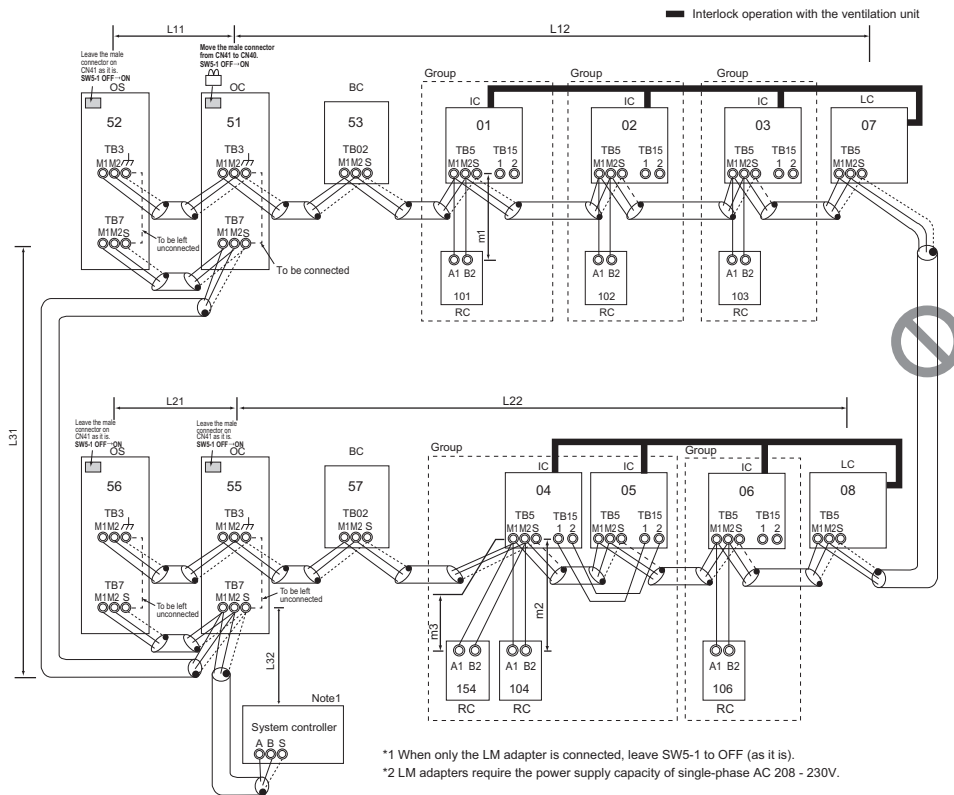 Interlock operation with the ventilation unit
L11
L12
Leave the male
connector on
CN41 as it is.
SW5-1 OFF→ON
Move the male connector
from CN41 to CN40.
SW5-1 OFF→ON
OS
OC
BC
Group
Group
Group
IC
IC
IC
LC
52
51
53
01
02
03
07
TB3
TB3
TB02
TB5
TB15
TB5
TB15
TB5
TB15
TB5
M1M2
M1M2
M1M2 S
M1M2S
1 2
M1M2S
1 2
M1M2S
1 2
M1M2S
TB7
TB7
M1M2S
M1M2S
To be left
unconnected
To be connected
m1
A1 B2
A1 B2
A1 B2
101
102
103
RC
RC
RC
L31
L21
L22
Leave the male
connector on
CN41 as it is.
SW5-1 OFF→ON
Leave the male
connector on
CN41 as it is.
SW5-1 OFF→ON
OS
OC
BC
Group
Group
IC
IC
IC
LC
56
55
57
04
05
06
08
TB3
TB3
TB02
TB5
TB15
TB5
TB15
TB5
TB15
TB5
M1M2
M1M2
M1M2 S
M1M2S
1 2
M1M2S
1 2
M1M2S
1 2
M1M2S
TB7
TB7
M1M2 S
M1M2 S
To be left
unconnected
To be left
unconnected
m3
m2
L32
A1 B2
A1 B2
A1 B2
154
104
106
RC
RC
RC
Note1
System controller
A B S
*1 When only the LM adapter is connected, leave SW5-1 to OFF (as it is).
*2 LM adapters require the power supply capacity of single-phase AC 208 - 230V.